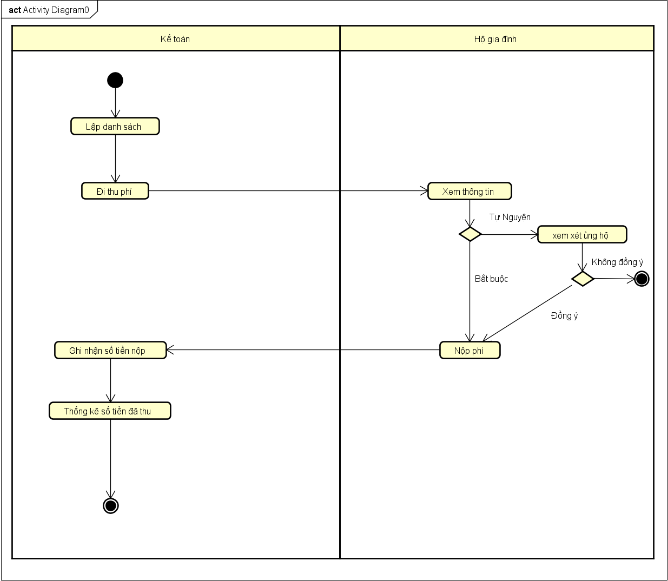 act Activity Diagram0
Kế toán
Hộ gia đình
Lập danh sách
Đi thu phí
Xem thông tin
Tự Nguyện
xem xét ủng hộ
Không đồng ý
Bắt buộc
Đồng ý
Ghi nhận số tiền nộp
Nộp phí
Thống kê số tiền đã thu